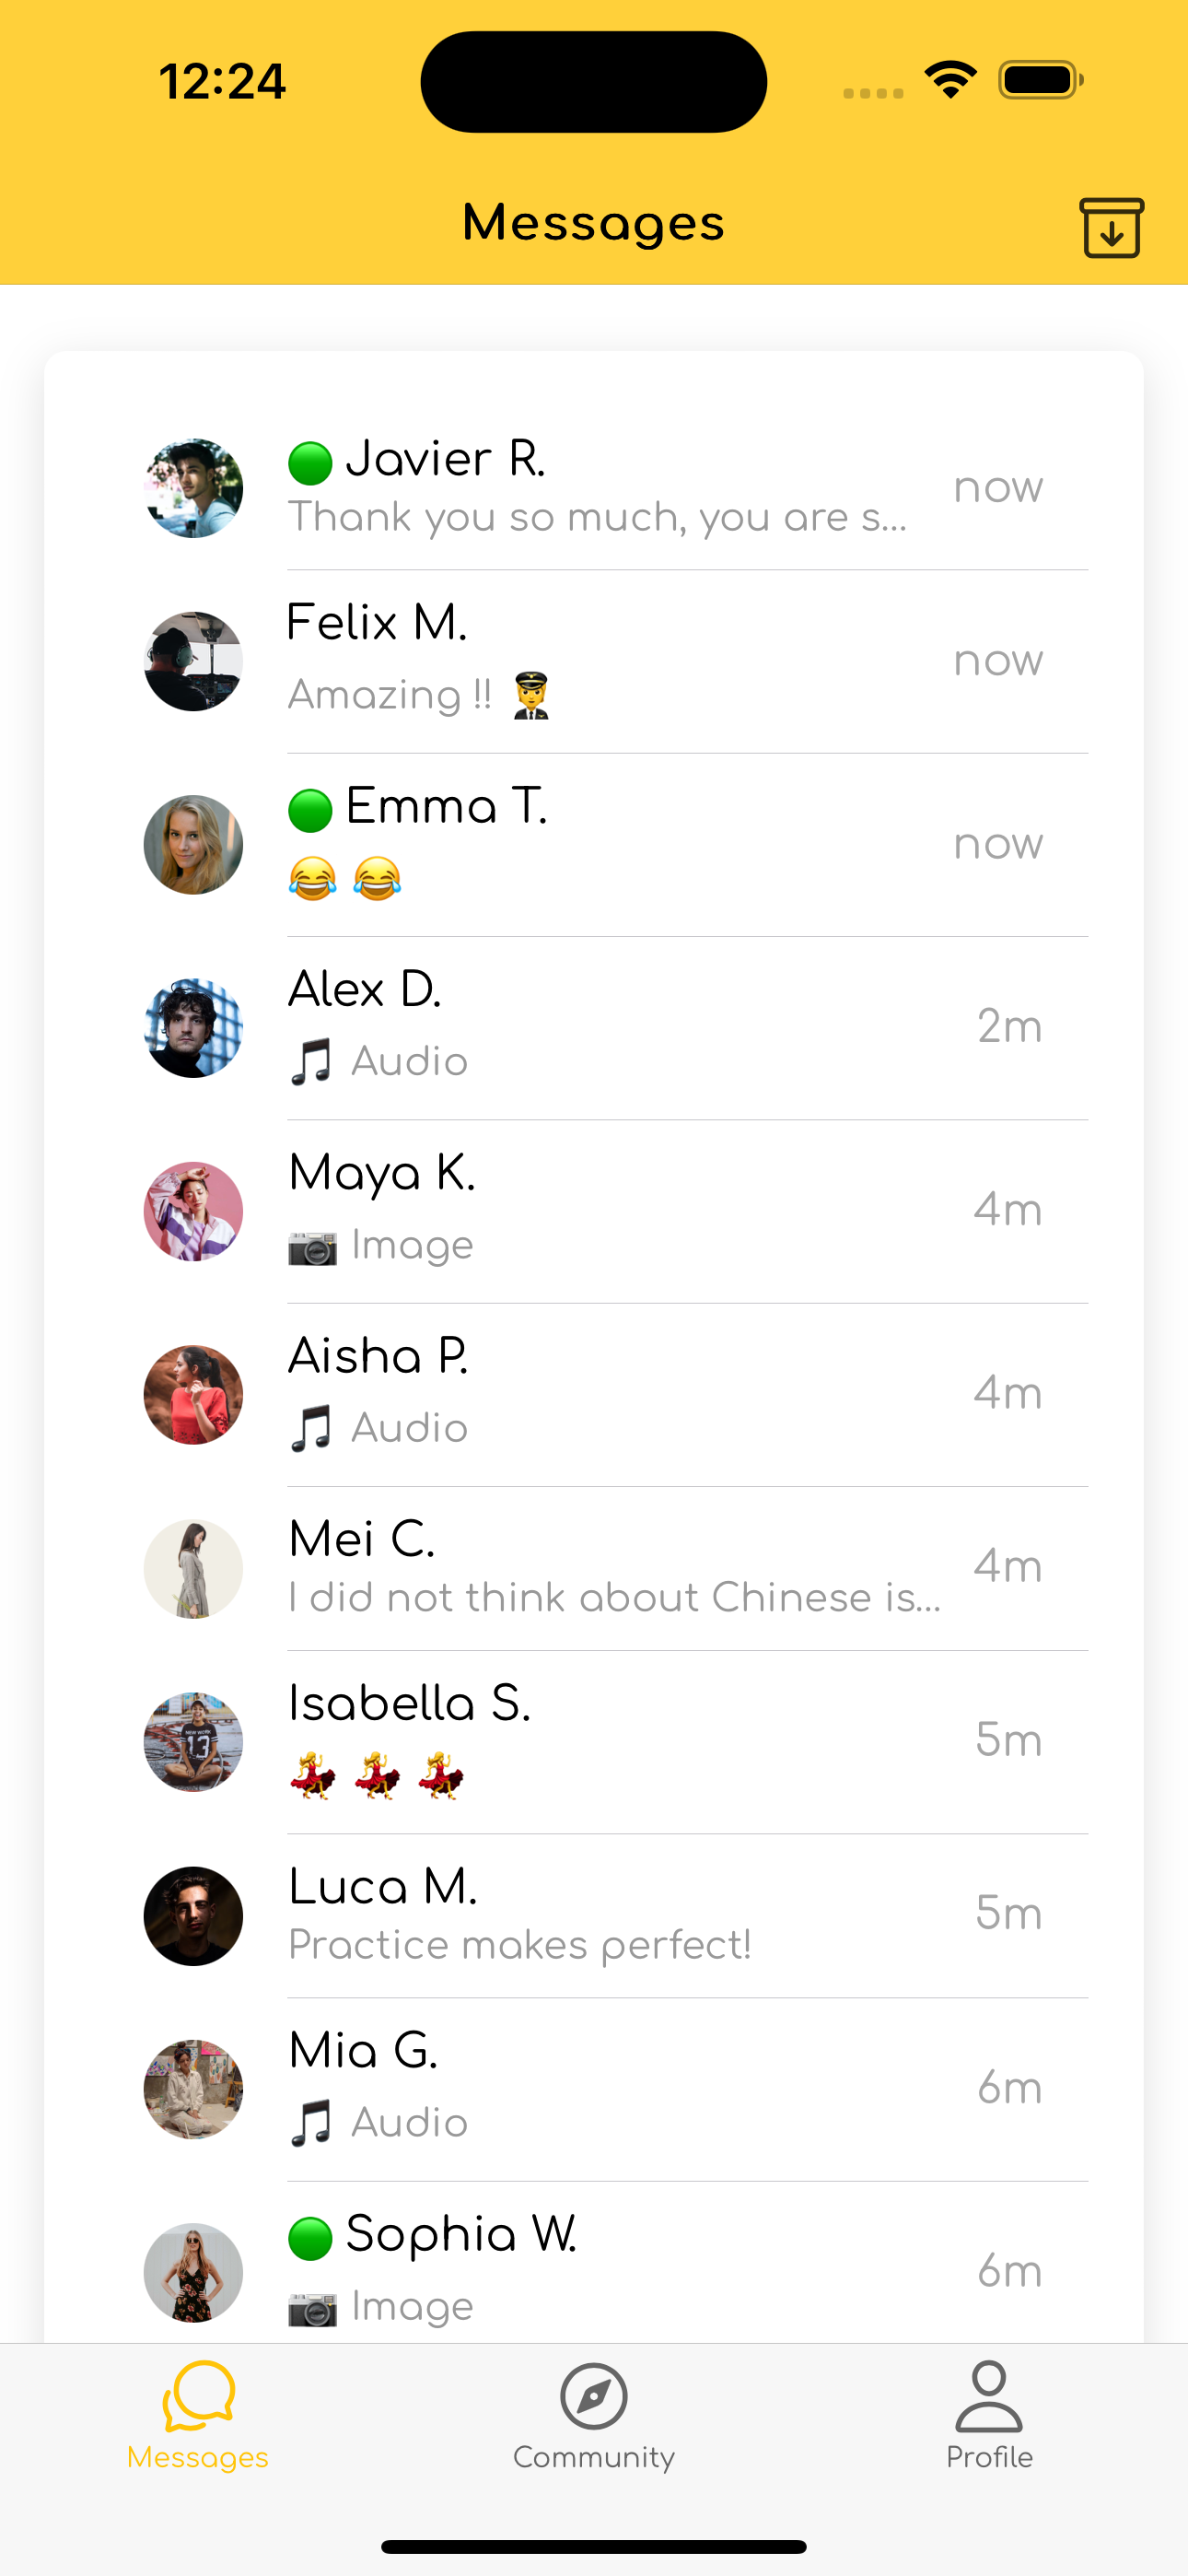 12:24
Messages
Javier R.
Thank you so much, you are s...
now
Felix M.
Amazing !! 🧑‍✈️
now
Emma T.
😂 😂
now
Alex D.
🎵 Audio
2m
Maya K.
📷 Image
4m
Aisha P.
🎵 Audio
4m
Mei C.
I did not think about Chinese is...
4m
Isabella S.
💃 💃 💃
5m
Luca M.
Practice makes perfect!
5m
Mia G.
🎵 Audio
6m
Sophia W.
📷 Image
6m
Messages
Community
Profile